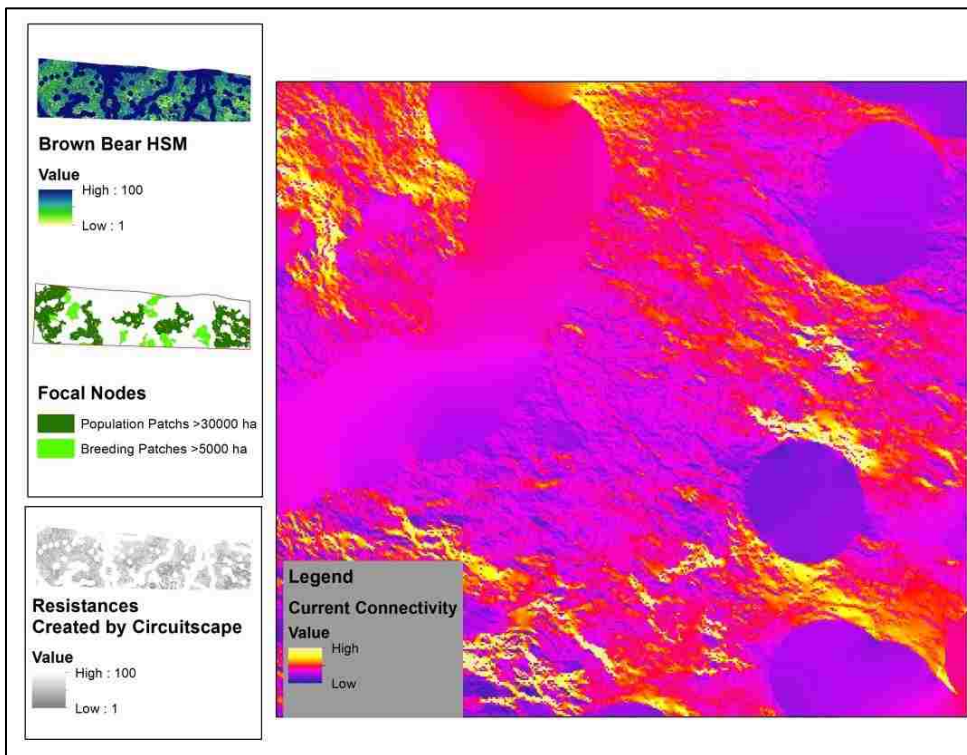 Brown Bear HSM
Value
High : 100
Low : 1
Focal Nodes
Population Patchs >30000 ha
Breeding Patches >5000 ha
Resistances
Created by Circuitscape
Value
High : 100
Low : 1
Legend
Current Connectivity
Value
High
Low